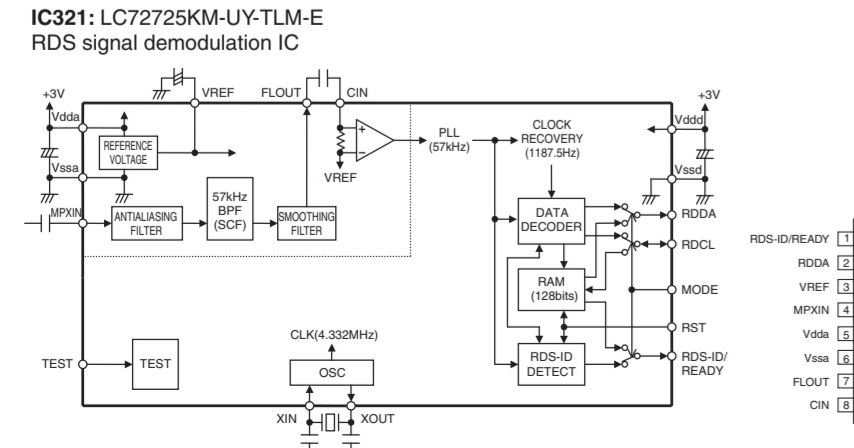 IC321: LC72725KM-UY-TLM-E
RDS signal demodulation IC
+3V
VREF
FLOUT
CIN
+3V
Vdda
REFERENCE
VOLTAGE
Vssa
+
−
VREF
PLL
(57kHz)
CLOCK
RECOVERY
(1187.5Hz)
Vddd
Vssd
MPXIN
ANTIALIASING
FILTER
57kHz
BPF
(SCF)
SMOOTHING
FILTER
DATA
DECODER
RDDA
RDCL
RAM
(128bits)
MODE
RST
CLK(4.332MHz)
TEST
TEST
OSC
RDS-ID
DETECT
RDS-ID/
READY
XIN
XOUT
RDS-ID/READY 1
RDDA 2
VREF 3
MPXIN 4
Vdda 5
Vssa 6
FLOUT 7
CIN 8